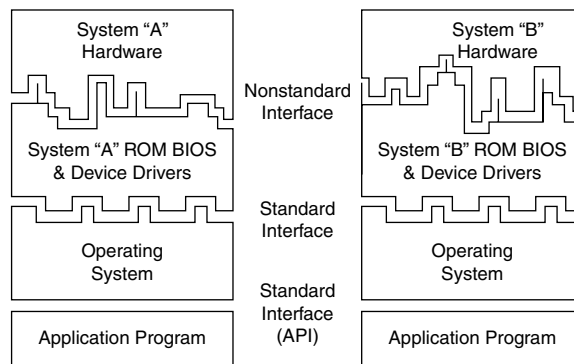 System “A”
Hardware
System “A” ROM BIOS
& Device Drivers
Operating
System
Application Program
Nonstandard
Interface
Standard
Interface
Standard
Interface
(API)
System “B”
Hardware
System “B” ROM BIOS
& Device Drivers
Operating
System
Application Program